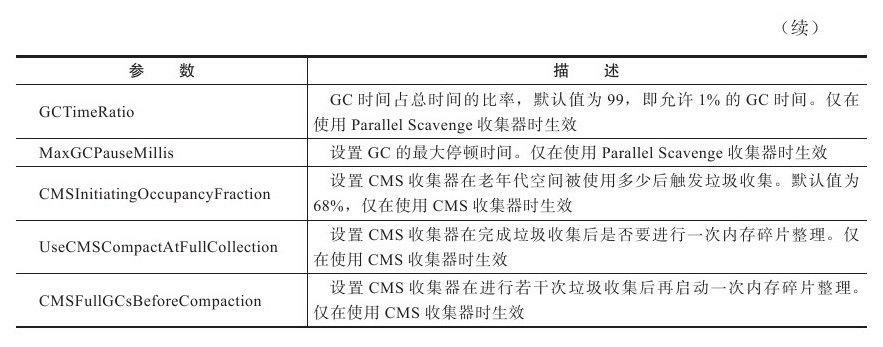 （续）
参 数 描 述
GCTimeRatio
GC 时间占总时间的比率，默认值为 99，即允许 1% 的 GC 时间。仅在
使用 Parallel Scavenge 收集器时生效
MaxGCPauseMillis
设置 GC 的最大停顿时间。仅在使用 Parallel Scavenge 收集器时生效
CMSInitiatingOccupancyFraction
设置 CMS 收集器在老年代空间被使用多少后触发垃圾收集。默认值为
68%，仅在使用 CMS 收集器时生效
UseCMSCompactAtFullCollection
设置 CMS 收集器在完成垃圾收集后是否要进行一次内存碎片整理。仅
在使用 CMS 收集器时生效
CMSFullGCsBeforeCompaction
设置 CMS 收集器在进行若干次垃圾收集后再启动一次内存碎片整理。
仅在使用 CMS 收集器时生效